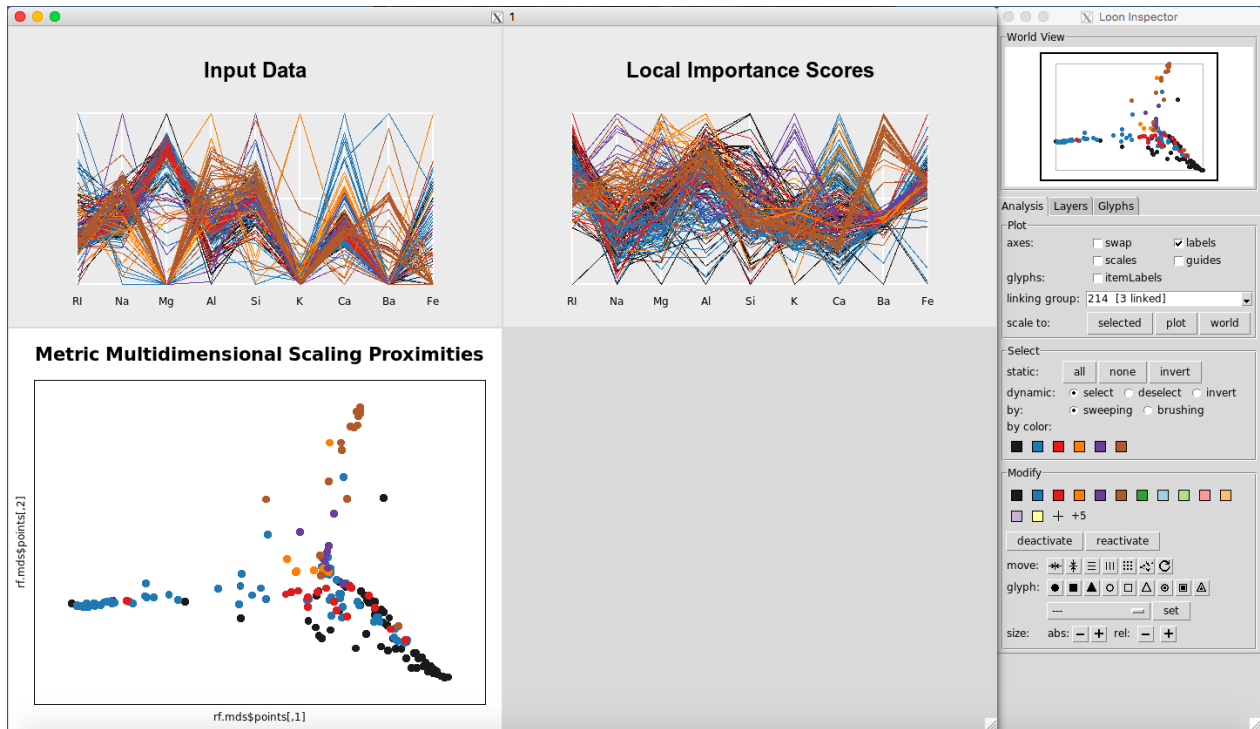 1
Loon Inspector
Input Data
RI Na Mg Al Si K Ca Ba Fe
Local Importance Scores
RI Na Mg Al Si K Ca Ba Fe
Metric Multidimensional Scaling Proximities
rf.mds$points[,2]
rf.mds$points[,1]
World View
Analysis Layers Glyphs
Plot
axes: swap labels
scales guides
glyphs: itemLabels
linking group: 214 [3 linked]
scale to: selected plot world
Select
static: all none invert
dynamic: select deselect invert
by: sweeping brushing
by color:
Modify
+5
deactivate reactivate
move:
glyph:
--- set
size: abs: − + rel: − +